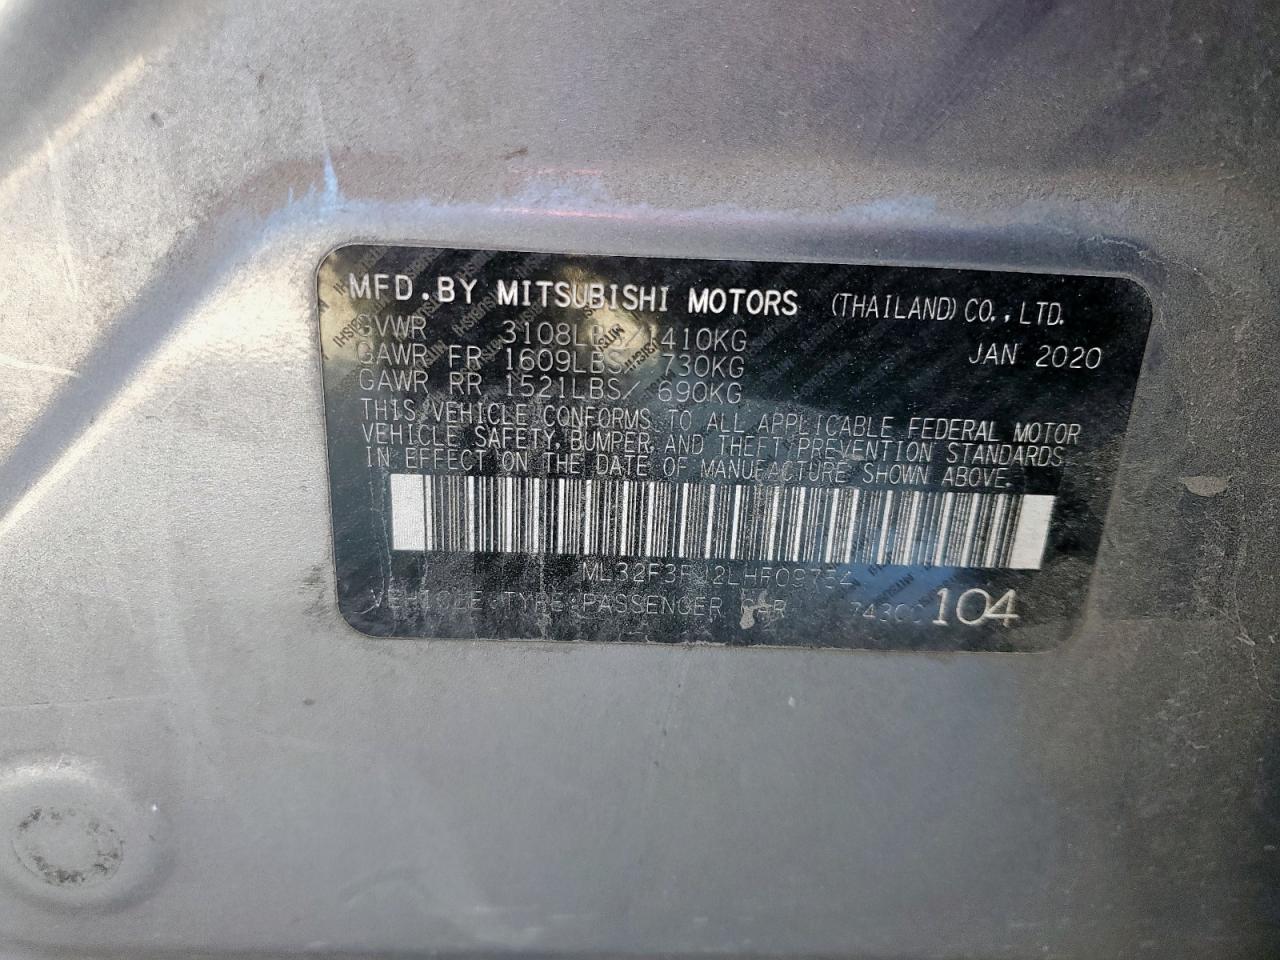 MFD.BY MITSUBISHI MOTORS (THAILAND) CO.,LTD.
GVWR 3108LBS/1410KG JAN 2020
GAWR FR 1609LBS/ 730KG
GAWR RR 1521LBS/ 690KG
THIS VEHICLE CONFORMS TO ALL APPLICABLE FEDERAL MOTOR
VEHICLE SAFETY, BUMPER, AND THEFT PREVENTION STANDARDS
IN EFFECT ON THE DATE OF MANUFACTURE SHOWN ABOVE.
VEHICLE TYPE:PASSENGER CAR 104